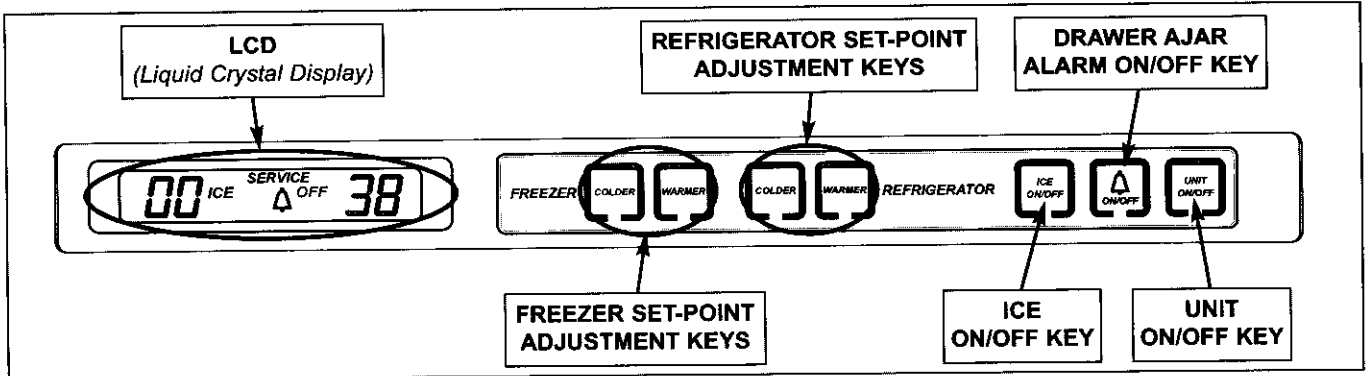 LCD
(Liquid Crystal Display)
REFRIGERATOR SET-POINT
ADJUSTMENT KEYS
DRAWER AJAR
ALARM ON/OFF KEY
00 ICE SERVICE OFF 38
FREEZER COLDER WARMER COLDER WARMER REFRIGERATOR
ICE
ON/OFF
ON/OFF
UNIT
ON/OFF
FREEZER SET-POINT
ADJUSTMENT KEYS
ICE
ON/OFF KEY
UNIT
ON/OFF KEY